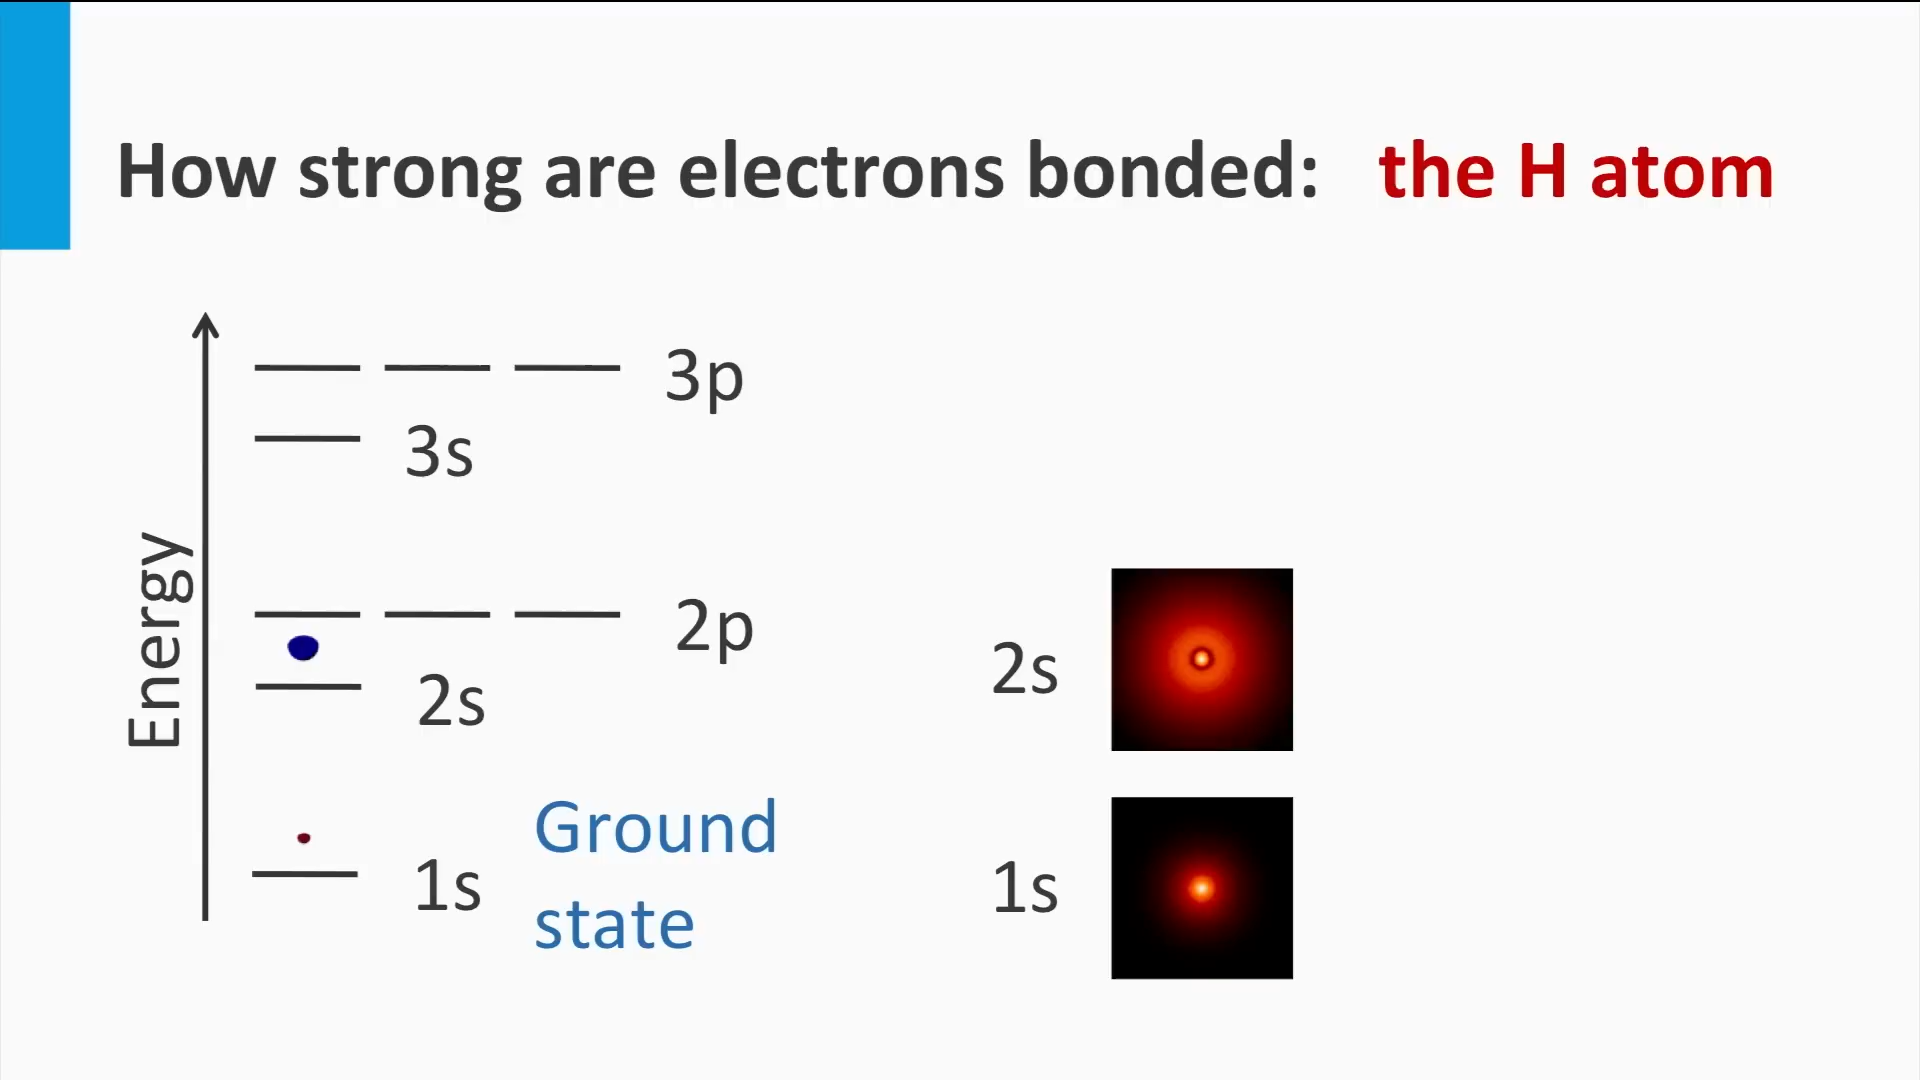 How strong are electrons bonded: the H atom
3p
3s
Energy
2p
2s
1s
Ground
state
2s
1s